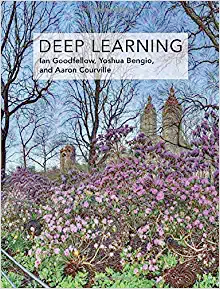 DEEP LEARNING
Ian Goodfellow, Yoshua Bengio,
and Aaron Courville